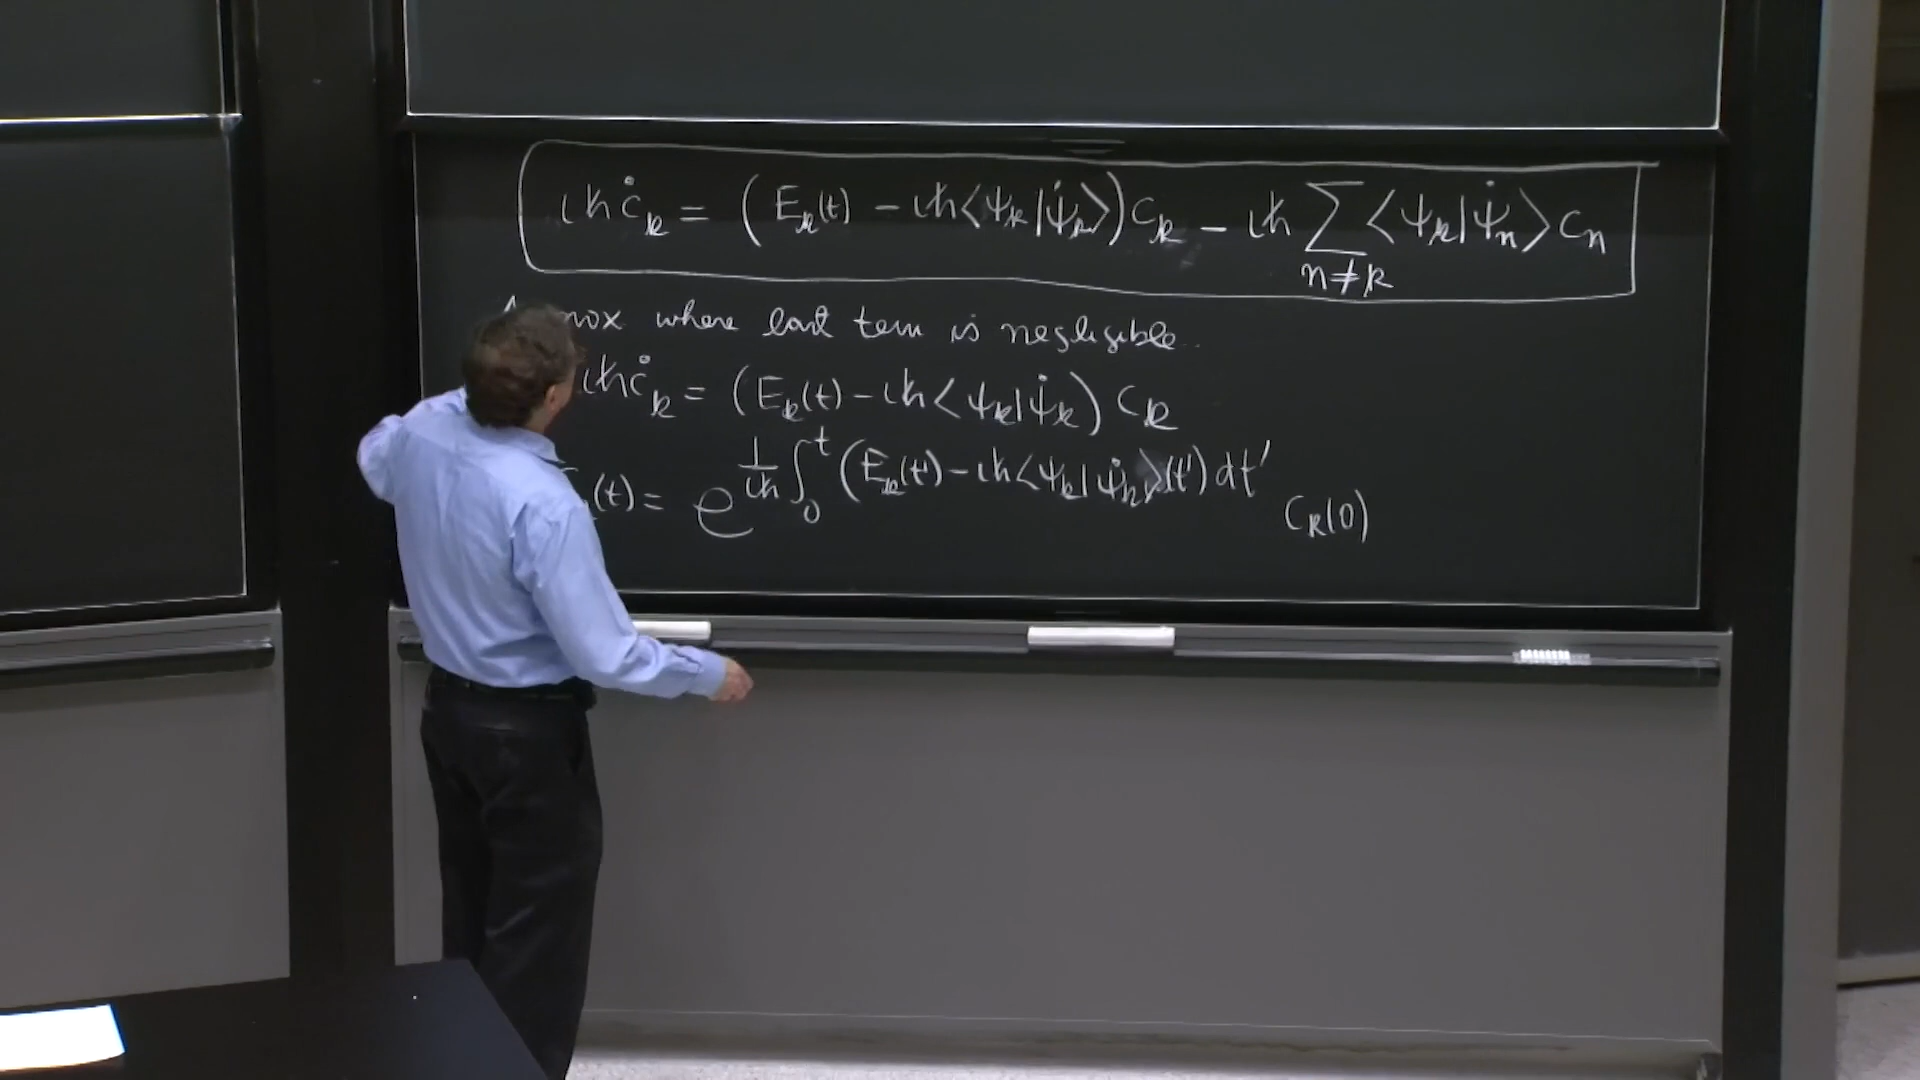 iħċ_k = (E_k(t) − iħ⟨ψ_k|ψ̇_k⟩)c_k − iħ ∑_{n≠k} ⟨ψ_k|ψ̇_n⟩c_n
where last term is negligible.
iħċ_k = (E_k(t) − iħ⟨ψ_k|ψ̇_k) c_k
(t) = e^{1/iħ ∫_0^t (E_k(t') − iħ⟨ψ_k|ψ̇_k⟩(t') dt'} c_k(0)